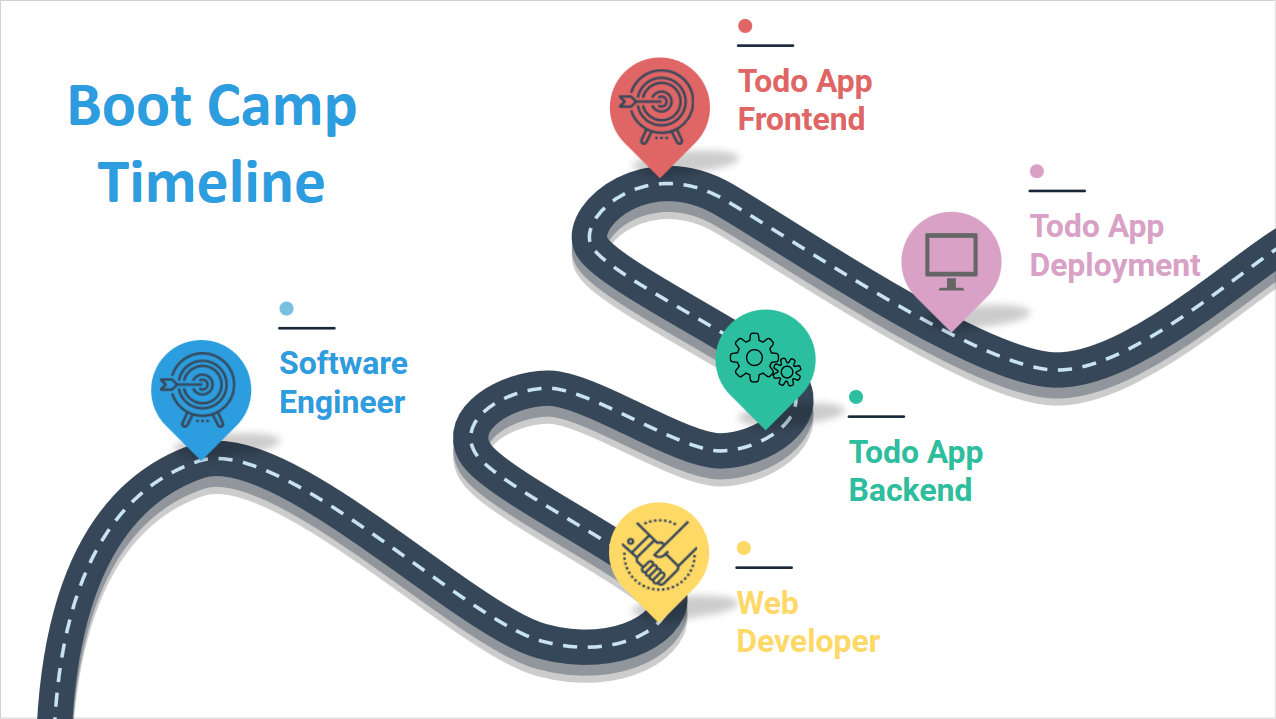 Boot Camp
Timeline
Software
Engineer
Web
Developer
Todo App
Backend
Todo App
Frontend
Todo App
Deployment